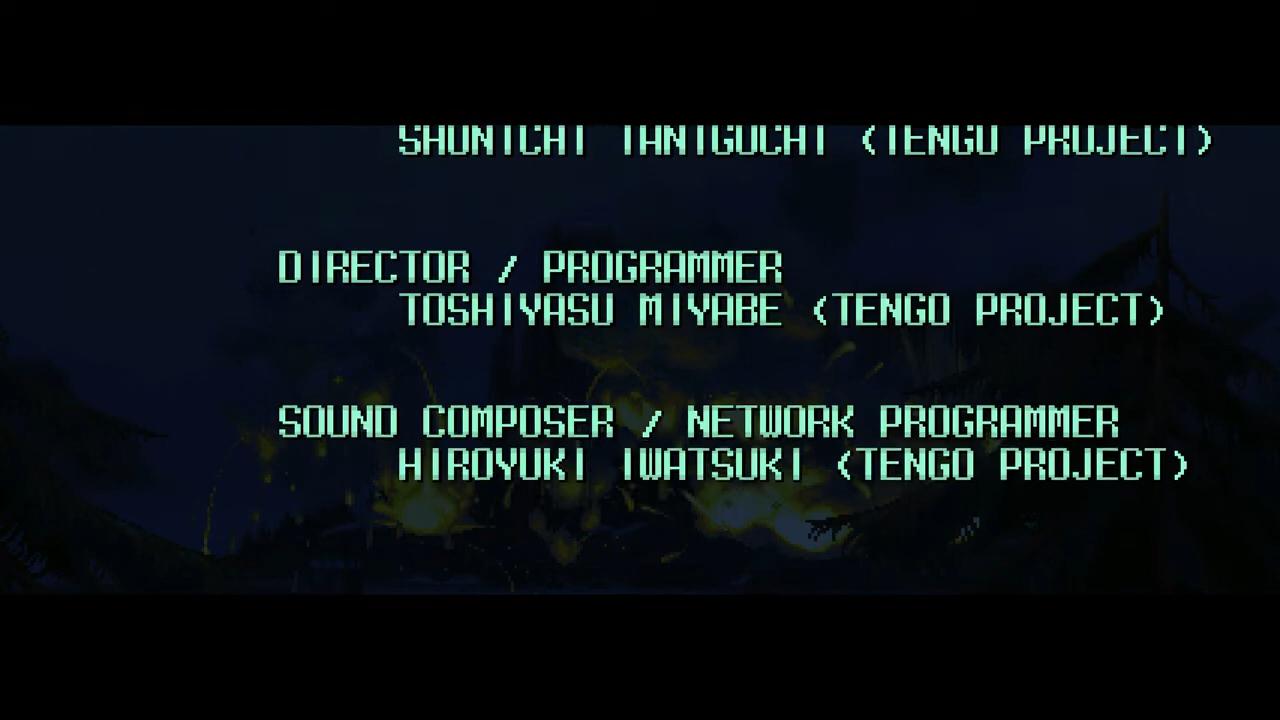 SHUNICHI TANIGUCHI (TENGO PROJECT)
DIRECTOR / PROGRAMMER
TOSHIYASU MIYABE (TENGO PROJECT)
SOUND COMPOSER / NETWORK PROGRAMMER
HIROYUKI IWATSUKI (TENGO PROJECT)